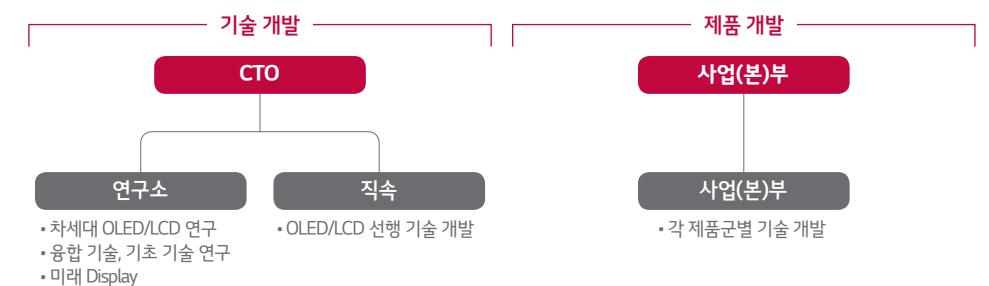 기술 개발
제품 개발
CTO
사업(본)부
연구소
직속
사업(본)부
• 차세대 OLED/LCD 연구
• 융합 기술, 기초 기술 연구
• 미래 Display
• OLED/LCD 선행 기술 개발
• 각 제품군별 기술 개발